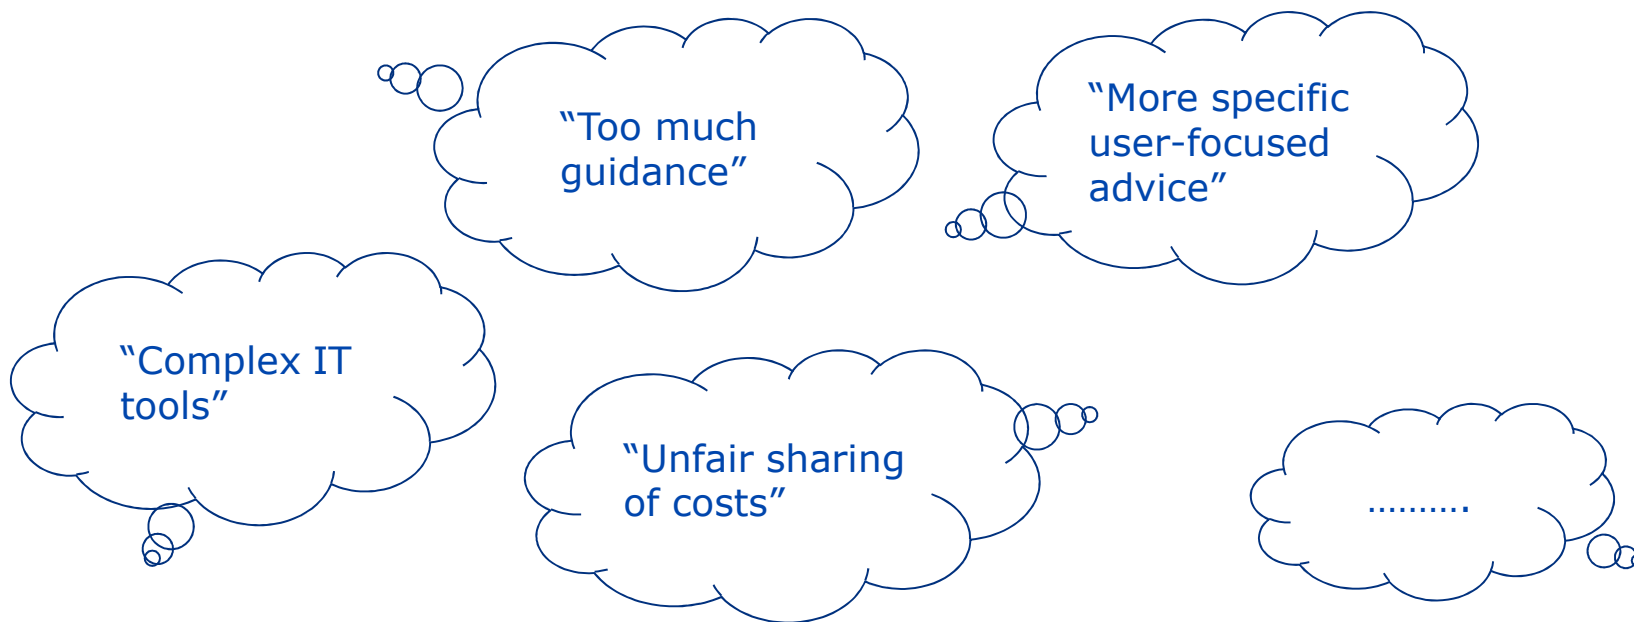 “Too much
guidance”
“More specific
user-focused
advice”
“Complex IT
tools”
“Unfair sharing
of costs”
……….